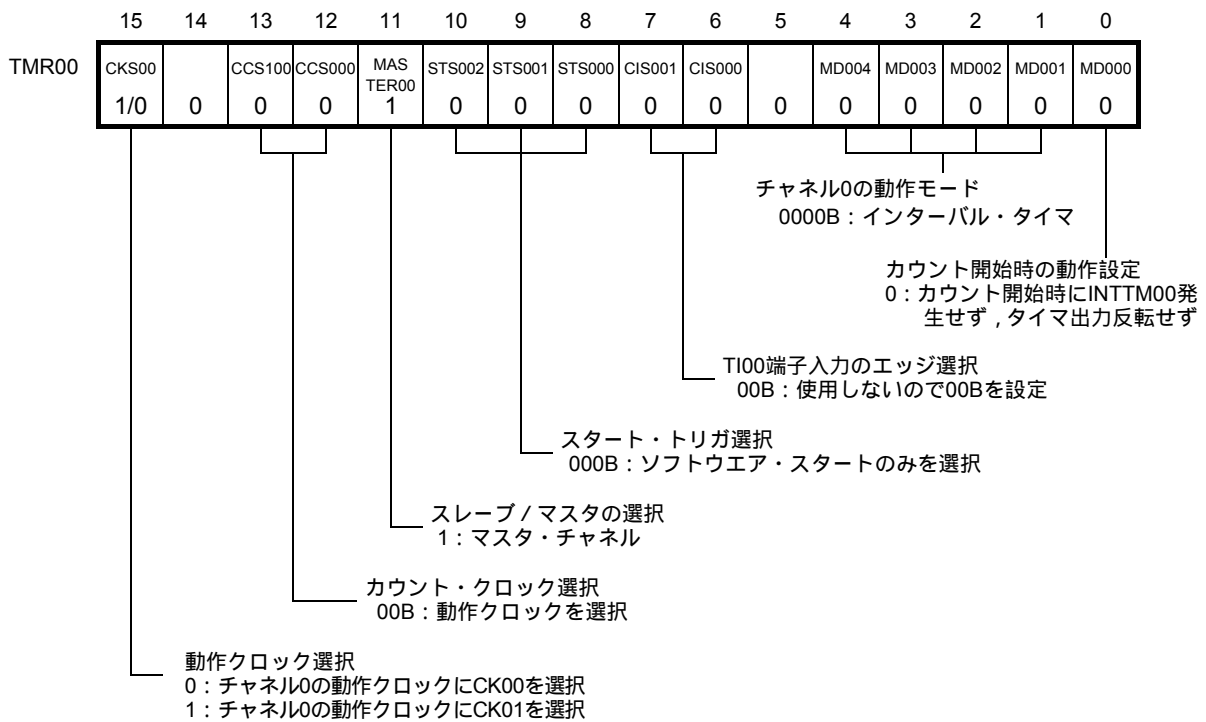 15 14 13 12 11 10 9 8 7 6 5 4 3 2 1 0
TMR00 CKS00 CCS100 CCS000 MAS TER00 STS002 STS001 STS000 CIS001 CIS000 MD004 MD003 MD002 MD001 MD000
1/0 0 0 0 1 0 0 0 0 0 0 0 0 0 0 0
チャネル0の動作モード
0000B:インターバル・タイマ
カウント開始時の動作設定
0:カウント開始時にINTTM00発
生せず,タイマ出力反転せず
TI00端子入力のエッジ選択
00B:使用しないので00Bを設定
スタート・トリガ選択
000B:ソフトウエア・スタートのみを選択
スレーブ/マスタの選択
1:マスタ・チャネル
カウント・クロック選択
00B:動作クロックを選択
動作クロック選択
0:チャネル0の動作クロックにCK00を選択
1:チャネル0の動作クロックにCK01を選択